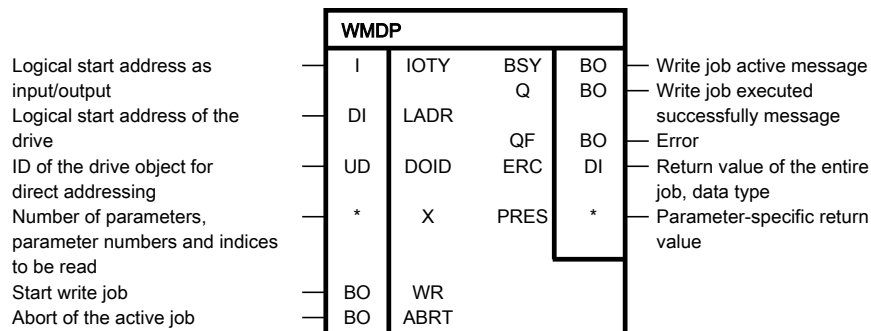 WMDP
Logical start address as I IOTY BSY BO Write job active message
input/output Q BO Write job executed
Logical start address of the DI LADR successfully message
drive QF BO Error
ID of the drive object for UD DOID ERC DI Return value of the entire
direct addressing job, data type
Number of parameters, * X PRES * Parameter-specific return
parameter numbers and indices value
to be read
Start write job BO WR
Abort of the active job BO ABRT